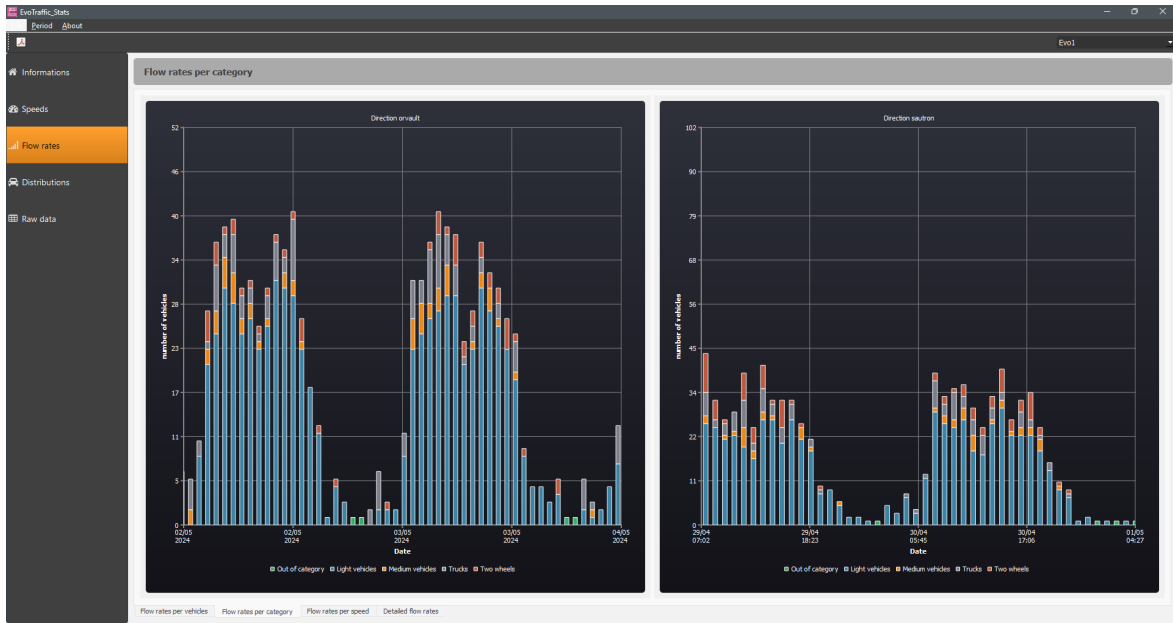 EvoTraffic_Stats
Period About
Evo1
Informations
Speeds
Flow rates
Distributions
Raw data
Flow rates per category
Direction orvault
number of vehicles
52
46
40
34
28
23
17
11
5
0
02/05 02/05 03/05 03/05 04/05
2024 2024 2024 2024 2024
Date
Out of category Light vehicles Medium vehicles Trucks Two wheels
Direction sautron
number of vehicles
102
90
79
68
56
45
34
22
11
0
29/04 29/04 30/04 30/04 01/05
07:02 18:23 05:45 17:06 04:27
Date
Out of category Light vehicles Medium vehicles Trucks Two wheels
Flow rates per vehicles Flow rates per category Flow rates per speed Detailed flow rates